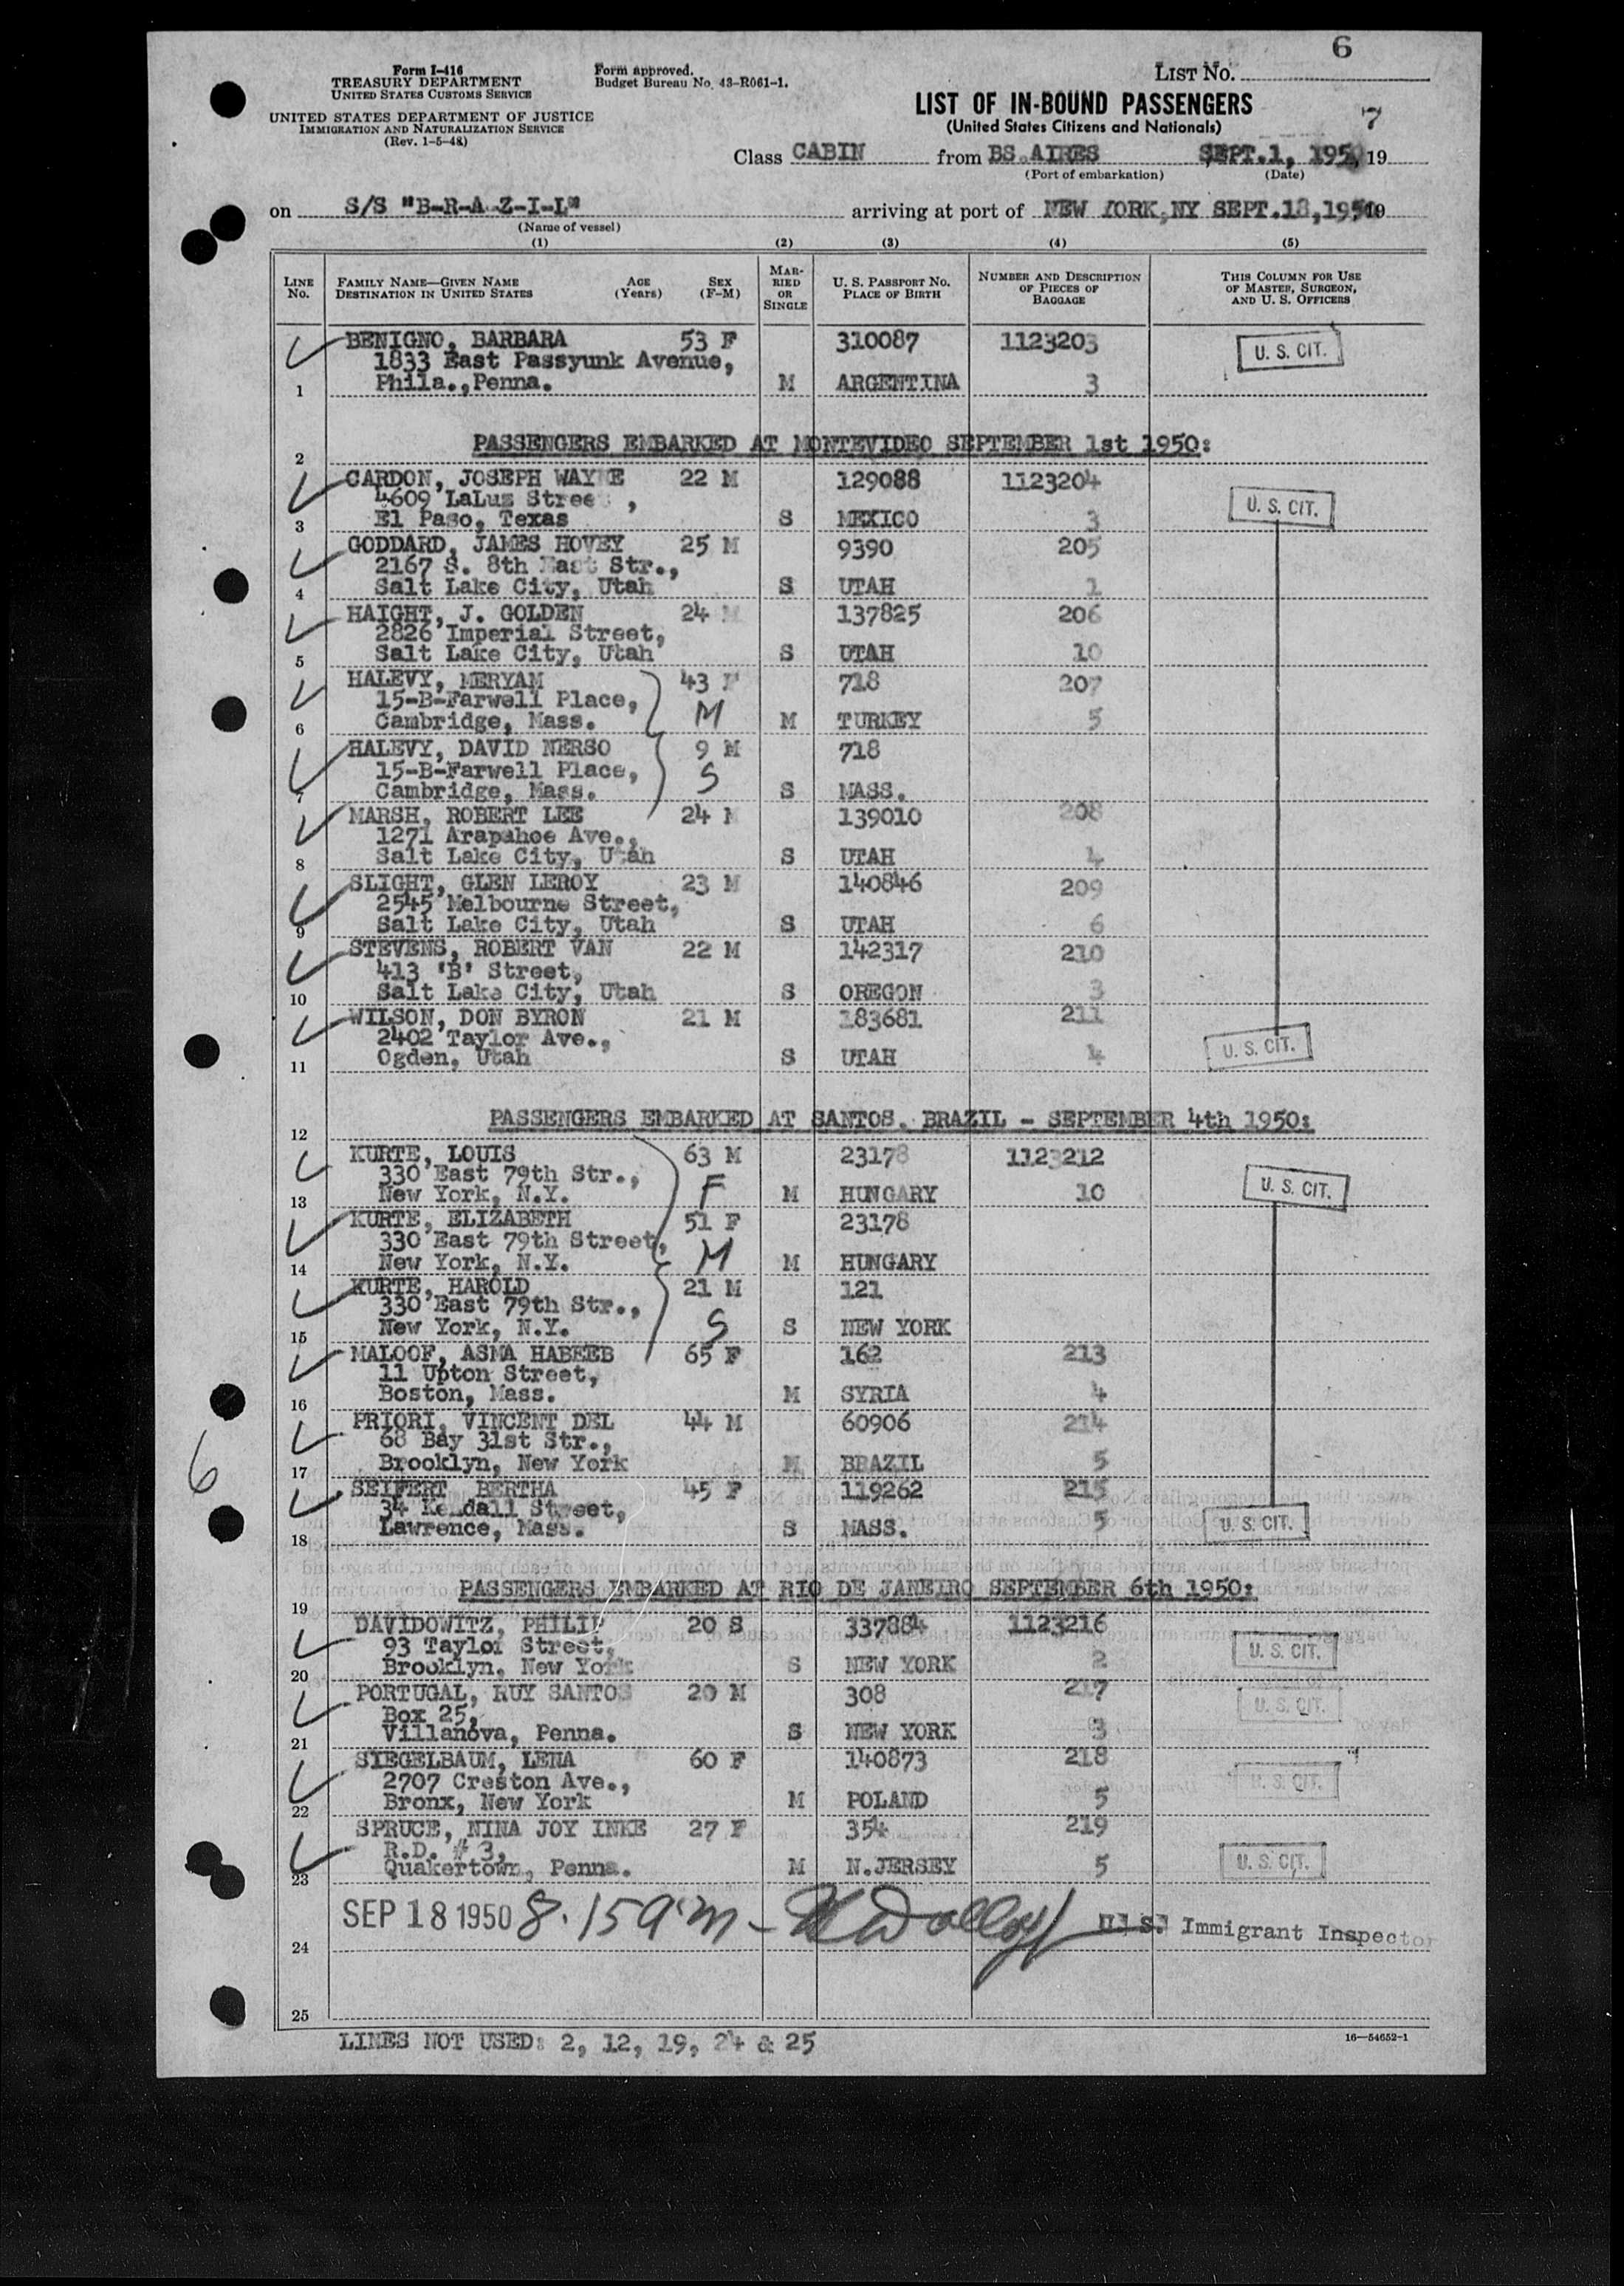 6
Form I-416
TREASURY DEPARTMENT
UNITED STATES CUSTOMS SERVICE
UNITED STATES DEPARTMENT OF JUSTICE
IMMIGRATION AND NATURALIZATION SERVICE
(Rev. 1-5-48)
Form approved.
Budget Bureau No. 43-R061-1.
LIST NO.
LIST OF IN-BOUND PASSENGERS
(United States Citizens and Nationals)
7
Class CABIN from BS.AIRES SEPT.1, 1950, 19
(Port of embarkation) (Date)
on S/S "B-R-A-Z-I-L" arriving at port of NEW YORK,NY SEPT.18,1950 19
(Name of vessel)
(1) (2) (3) (4) (5)
LINE NO. FAMILY NAME—GIVEN NAME DESTINATION IN UNITED STATES AGE (Years) SEX (F-M) MARRIED OR SINGLE U. S. PASSPORT NO. PLACE OF BIRTH NUMBER AND DESCRIPTION OF PIECES OF BAGGAGE THIS COLUMN FOR USE OF MASTER, SURGEON, AND U. S. OFFICERS
BENIGNO, BARBARA 53 F 310087 1123203 U. S. CIT.
1833 East Passyunk Avenue,
1 Phila.,Penna. M ARGENTINA 3
2 PASSENGERS EMBARKED AT MONTEVIDEO SEPTEMBER 1st 1950:
CARDON, JOSEPH WAYNE 22 M 129088 1123204 U. S. CIT.
4609 LaLuz Street,
3 El Paso, Texas S MEXICO 3
GODDARD, JAMES HOVEY 25 M 9390 205
2167 S. 8th East Str.,
4 Salt Lake City, Utah S UTAH 1
HAIGHT, J. GOLDEN 24 M 137825 206
2826 Imperial Street,
5 Salt Lake City, Utah S UTAH 10
HALEVY, MERYAM 43 F 718 207
15-B-Farwell Place, M
6 Cambridge, Mass. M TURKEY 5
HALEVY, DAVID NERSO 9 M 718
15-B-Farwell Place, S
7 Cambridge, Mass. S MASS.
MARSH, ROBERT LEE 24 M 139010 208
1271 Arapahoe Ave.,
8 Salt Lake City, Utah S UTAH 4
SLIGHT, GLEN LEROY 23 M 140846 209
2545 Melbourne Street,
9 Salt Lake City, Utah S UTAH 6
STEVENS, ROBERT VAN 22 M 142317 210
413 'B' Street,
10 Salt Lake City, Utah S OREGON 3
WILSON, DON BYRON 21 M 183681 211
2402 Taylor Ave.,
11 Ogden, Utah S UTAH 4 U. S. CIT.
12 PASSENGERS EMBARKED AT SANTOS. BRAZIL - SEPTEMBER 4th 1950:
KURTE, LOUIS 63 M 23178 1123212
330 East 79th Str., F U. S. CIT.
13 New York, N.Y. M HUNGARY 10
KURTE, ELIZABETH 51 F 23178
330 East 79th Street, M
14 New York, N.Y. M HUNGARY
KURTE, HAROLD 21 M 121
330 East 79th Str., S
15 New York, N.Y. S NEW YORK
MALOOF, ASMA HABEEB 65 F 162 213
11 Upton Street,
16 Boston, Mass. M SYRIA 4
PRIORI, VINCENT DEL 44 M 60906 214
68 Bay 31st Str.,
17 Brooklyn, New York M BRAZIL 5
6
SEIFERT BERTHA 45 F 119262 215
34 Kendall Street,
18 Lawrence, Mass. S MASS. 5 U. S. CIT.
19 PASSENGERS EMBARKED AT RIO DE JANEIRO SEPTEMBER 6th 1950:
DAVIDOWITZ, PHILIP 20 S 337884 1123216
93 Taylor Street, U. S. CIT.
20 Brooklyn, New York S NEW YORK 2
PORTUGAL, RUY SANTOS 20 M 308 217 U. S. CIT.
Box 25,
21 Villanova, Penna. S NEW YORK 3
SIEGELBAUM, LENA 60 F 140873 218
2707 Creston Ave., U. S. CIT.
22 Bronx, New York M POLAND 5
SPRUCE, NINA JOY INKE 27 F 354 219
R.D. # 3,
23 Quakertown, Penna. M N.JERSEY 5 U. S. CIT.
SEP 18 1950 8.15 a.m - U. S. Immigrant Inspector
24
25
LINES NOT USED: 2, 12, 19, 24 & 25 16—54652-1